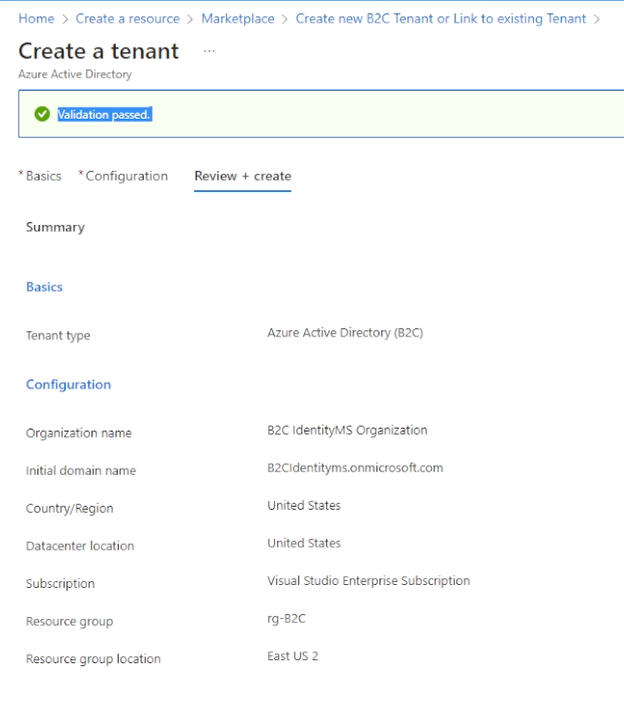 Home > Create a resource > Marketplace > Create new B2C Tenant or Link to existing Tenant >
Create a tenant ...
Azure Active Directory
Validation passed.
* Basics * Configuration Review + create
Summary
Basics
Tenant type Azure Active Directory (B2C)
Configuration
Organization name B2C IdentityMS Organization
Initial domain name B2CIdentityms.onmicrosoft.com
Country/Region United States
Datacenter location United States
Subscription Visual Studio Enterprise Subscription
Resource group rg-B2C
Resource group location East US 2